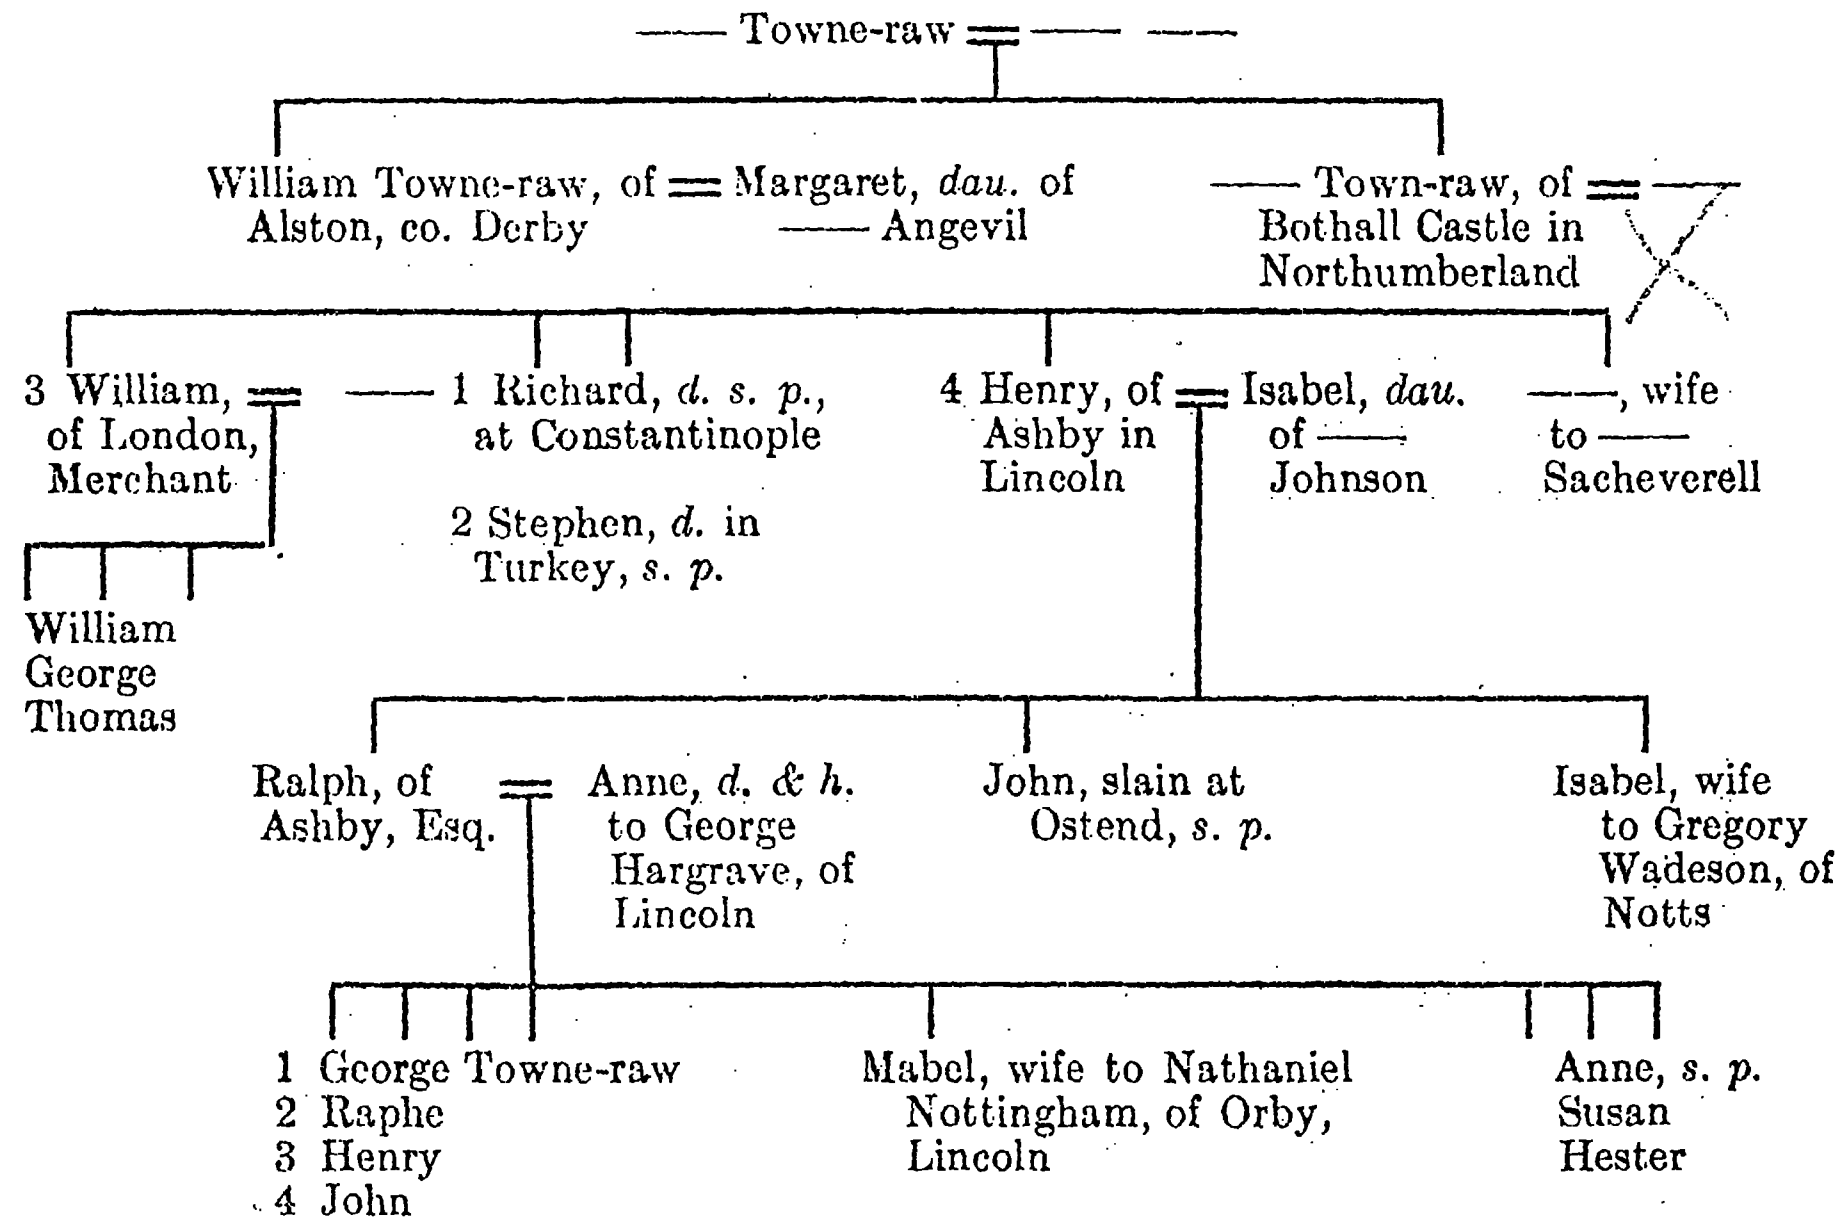 —— Towne-raw = —— ——
William Towne-raw, of = Margaret, dau. of
Alston, co. Derby —— Angevil
—— Town-raw, of = ——
Bothall Castle in
Northumberland
3 William, = ——
of London,
Merchant
1 Richard, d. s. p.,
at Constantinople
2 Stephen, d. in
Turkey, s. p.
4 Henry, of = Isabel, dau.
Ashby in of ——
Lincoln Johnson
——, wife
to ——
Sacheverell
William
George
Thomas
Ralph, of = Anne, d. & h.
Ashby, Esq. to George
Hargrave, of
Lincoln
John, slain at
Ostend, s. p.
Isabel, wife
to Gregory
Wadeson, of
Notts
1 George Towne-raw
2 Raphe
3 Henry
4 John
Mabel, wife to Nathaniel
Nottingham, of Orby,
Lincoln
Anne, s. p.
Susan
Hester